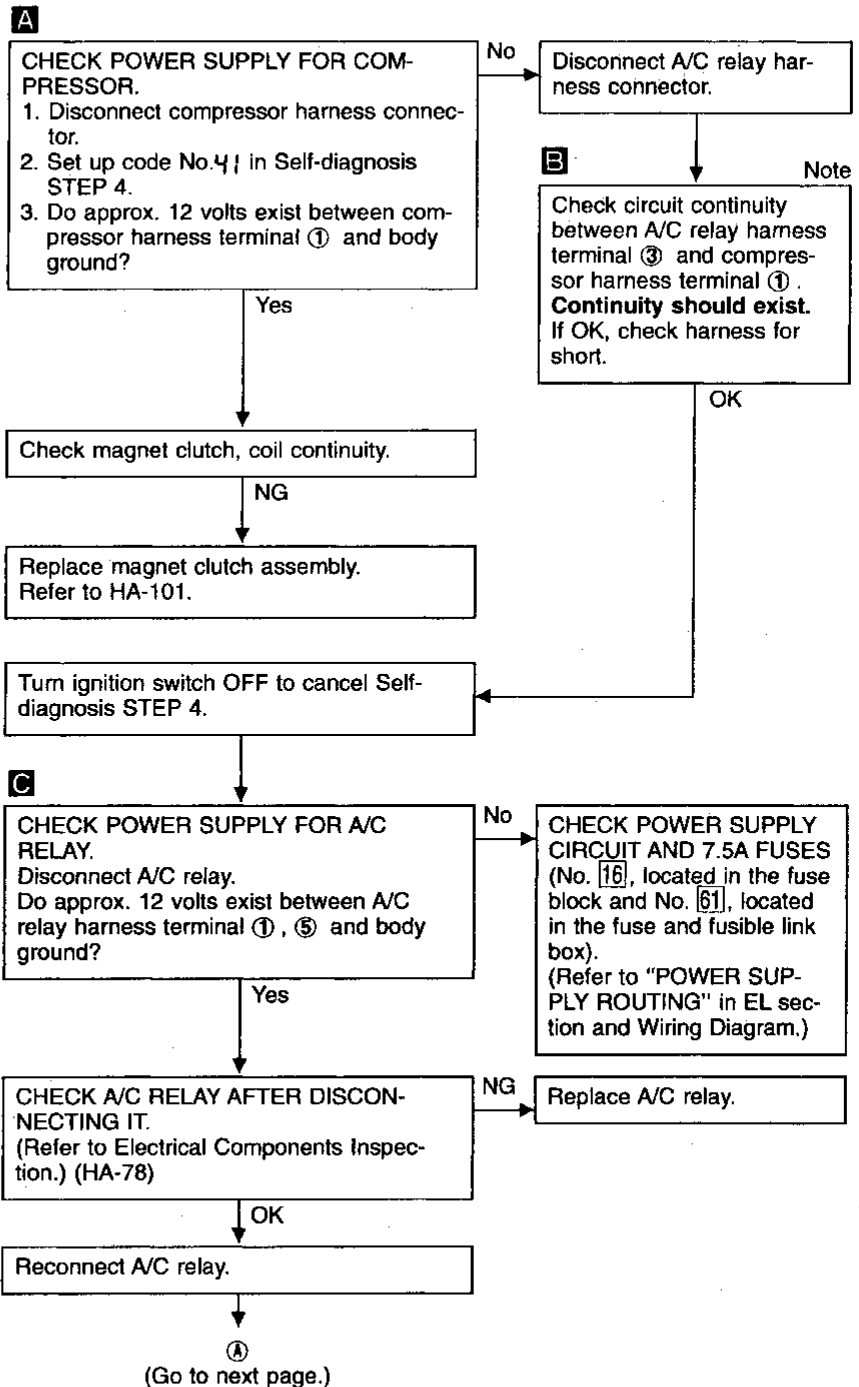 A
CHECK POWER SUPPLY FOR COM-
PRESSOR.
1. Disconnect compressor harness connec-
tor.
2. Set up code No.41 in Self-diagnosis
STEP 4.
3. Do approx. 12 volts exist between com-
pressor harness terminal ① and body
ground?
No
Disconnect A/C relay har-
ness connector.
B
Note
Check circuit continuity
between A/C relay harness
terminal ③ and compres-
sor harness terminal ①.
Continuity should exist.
If OK, check harness for
short.
Yes
OK
Check magnet clutch, coil continuity.
NG
Replace magnet clutch assembly.
Refer to HA-101.
Turn ignition switch OFF to cancel Self-
diagnosis STEP 4.
C
CHECK POWER SUPPLY FOR A/C
RELAY.
Disconnect A/C relay.
Do approx. 12 volts exist between A/C
relay harness terminal ①, ⑤ and body
ground?
No
CHECK POWER SUPPLY
CIRCUIT AND 7.5A FUSES
(No. 16, located in the fuse
block and No. 61, located
in the fuse and fusible link
box).
(Refer to "POWER SUP-
PLY ROUTING" in EL sec-
tion and Wiring Diagram.)
Yes
CHECK A/C RELAY AFTER DISCON-
NECTING IT.
(Refer to Electrical Components Inspec-
tion.) (HA-78)
NG
Replace A/C relay.
OK
Reconnect A/C relay.
Ⓐ
(Go to next page.)